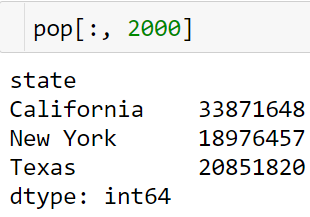 pop[:, 2000]
state
California    33871648
New York      18976457
Texas         20851820
dtype: int64